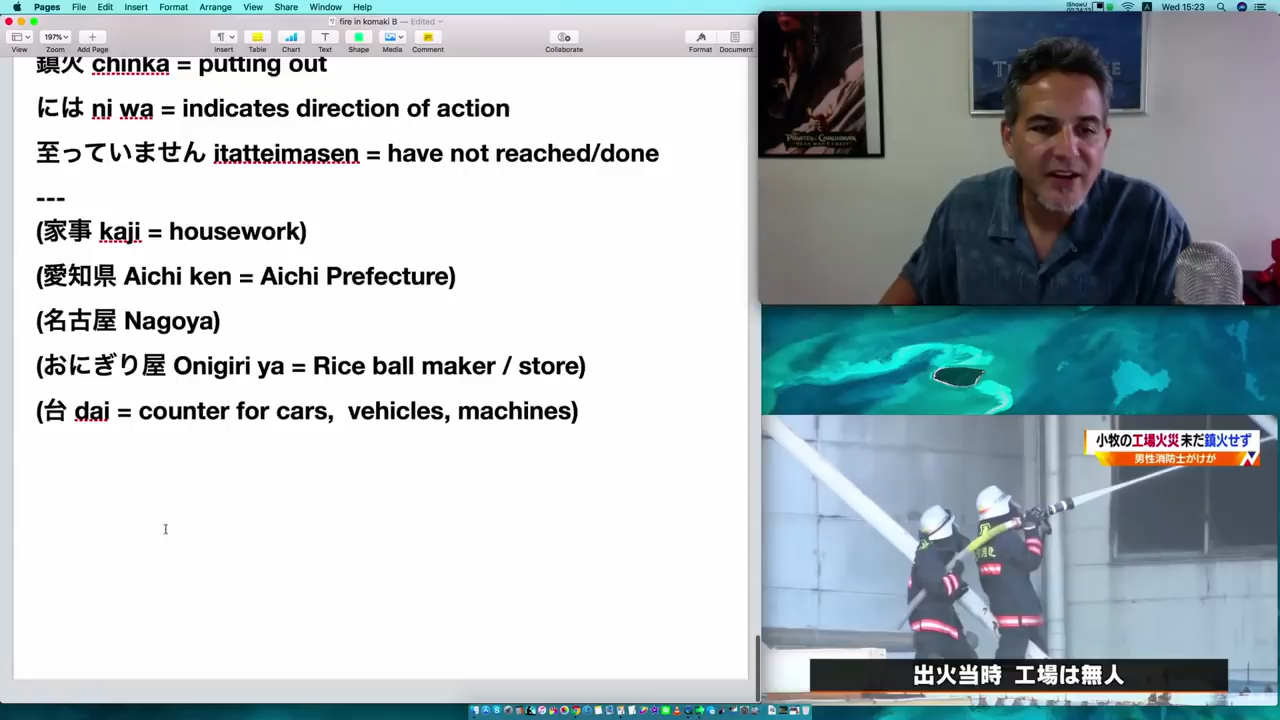 Pages File Edit Insert Format Arrange View Share Window Help
Wed 15:23
fire in komaki B — Edited
197%
View Zoom Add Page Insert Table Chart Text Shape Media Comment Collaborate Format Document
鎮火 chinka = putting out
には ni wa = indicates direction of action
至っていません itatteimasen = have not reached/done
---
(家事 kaji = housework)
(愛知県 Aichi ken = Aichi Prefecture)
(名古屋 Nagoya)
(おにぎり屋 Onigiri ya = Rice ball maker / store)
(台 dai = counter for cars, vehicles, machines)
小牧の工場火災 未だ鎮火せず
男性消防士がけが
出火当時 工場は無人